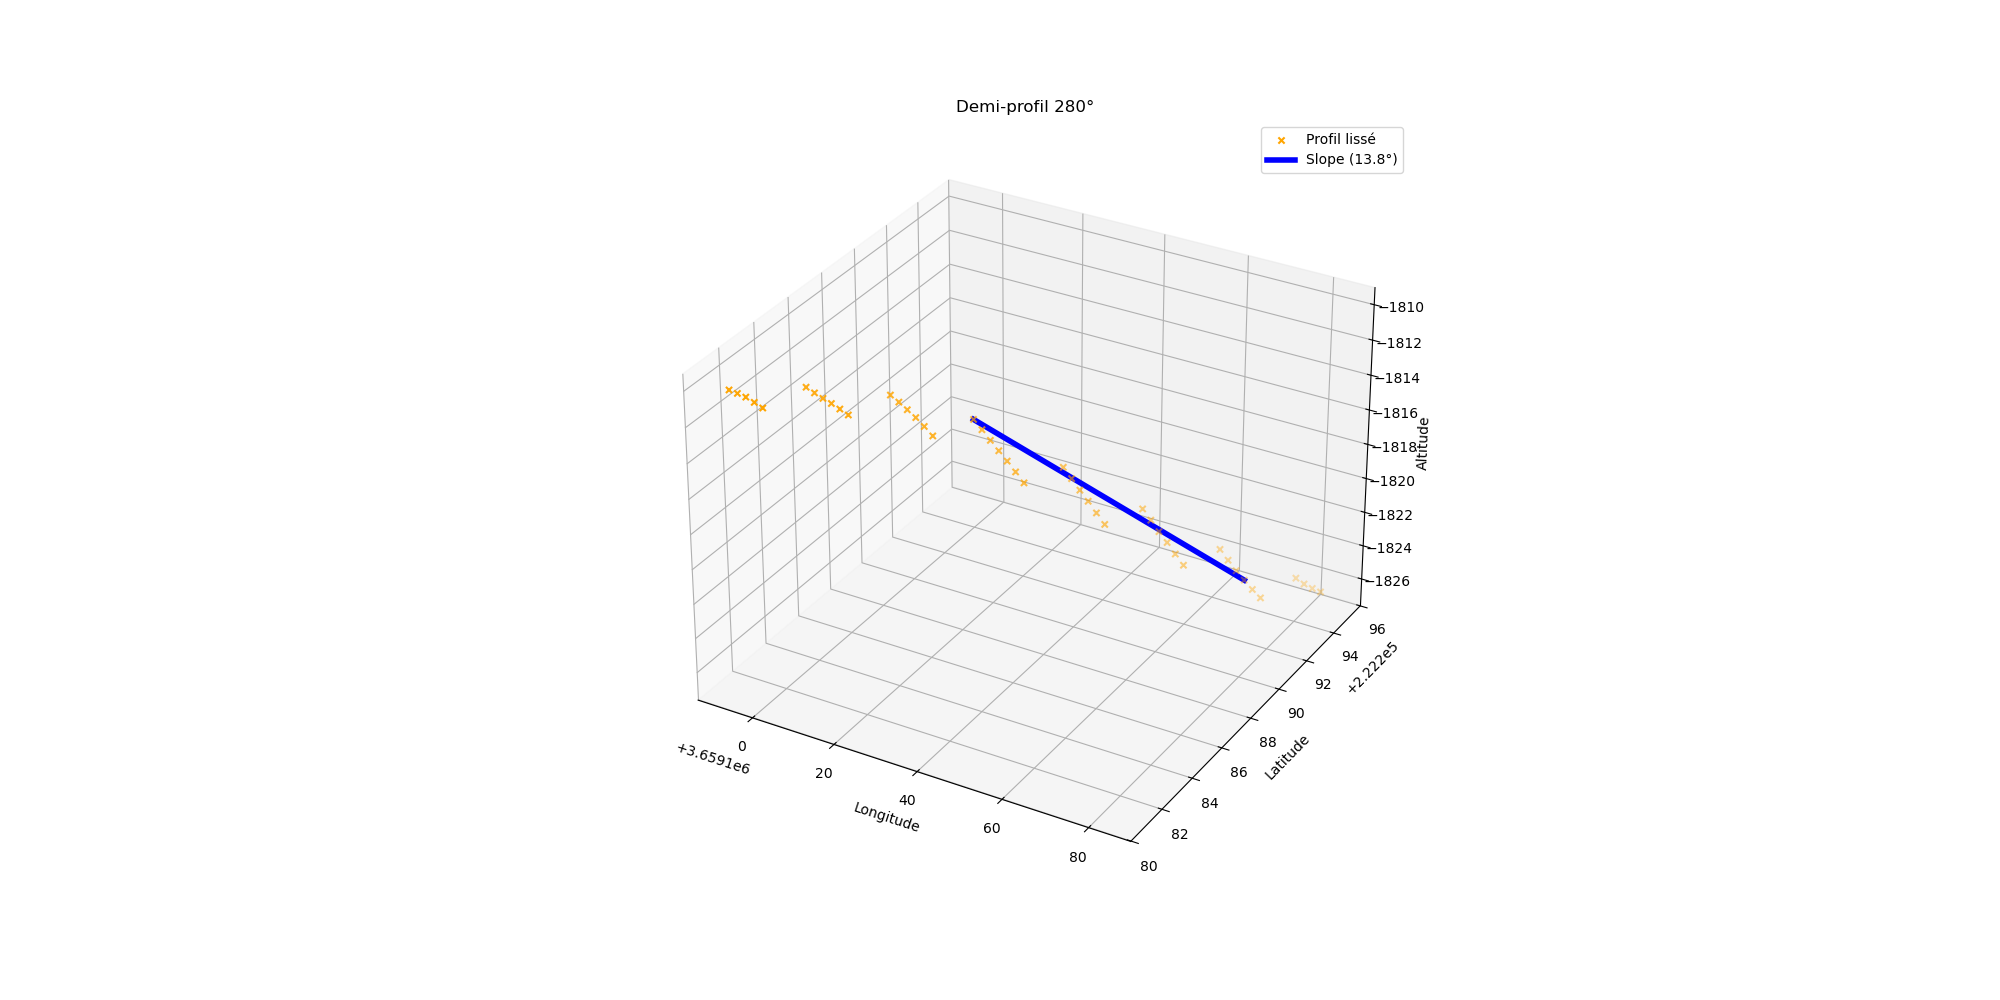 Demi-profil 280°
Profil lissé
Slope (13.8°)
−1810
−1812
−1814
−1816
−1818
−1820
−1822
−1824
−1826
Altitude
96
94
92
90
88
86
84
82
80
+2.222e5
Latitude
0
20
40
60
80
+3.6591e6
Longitude